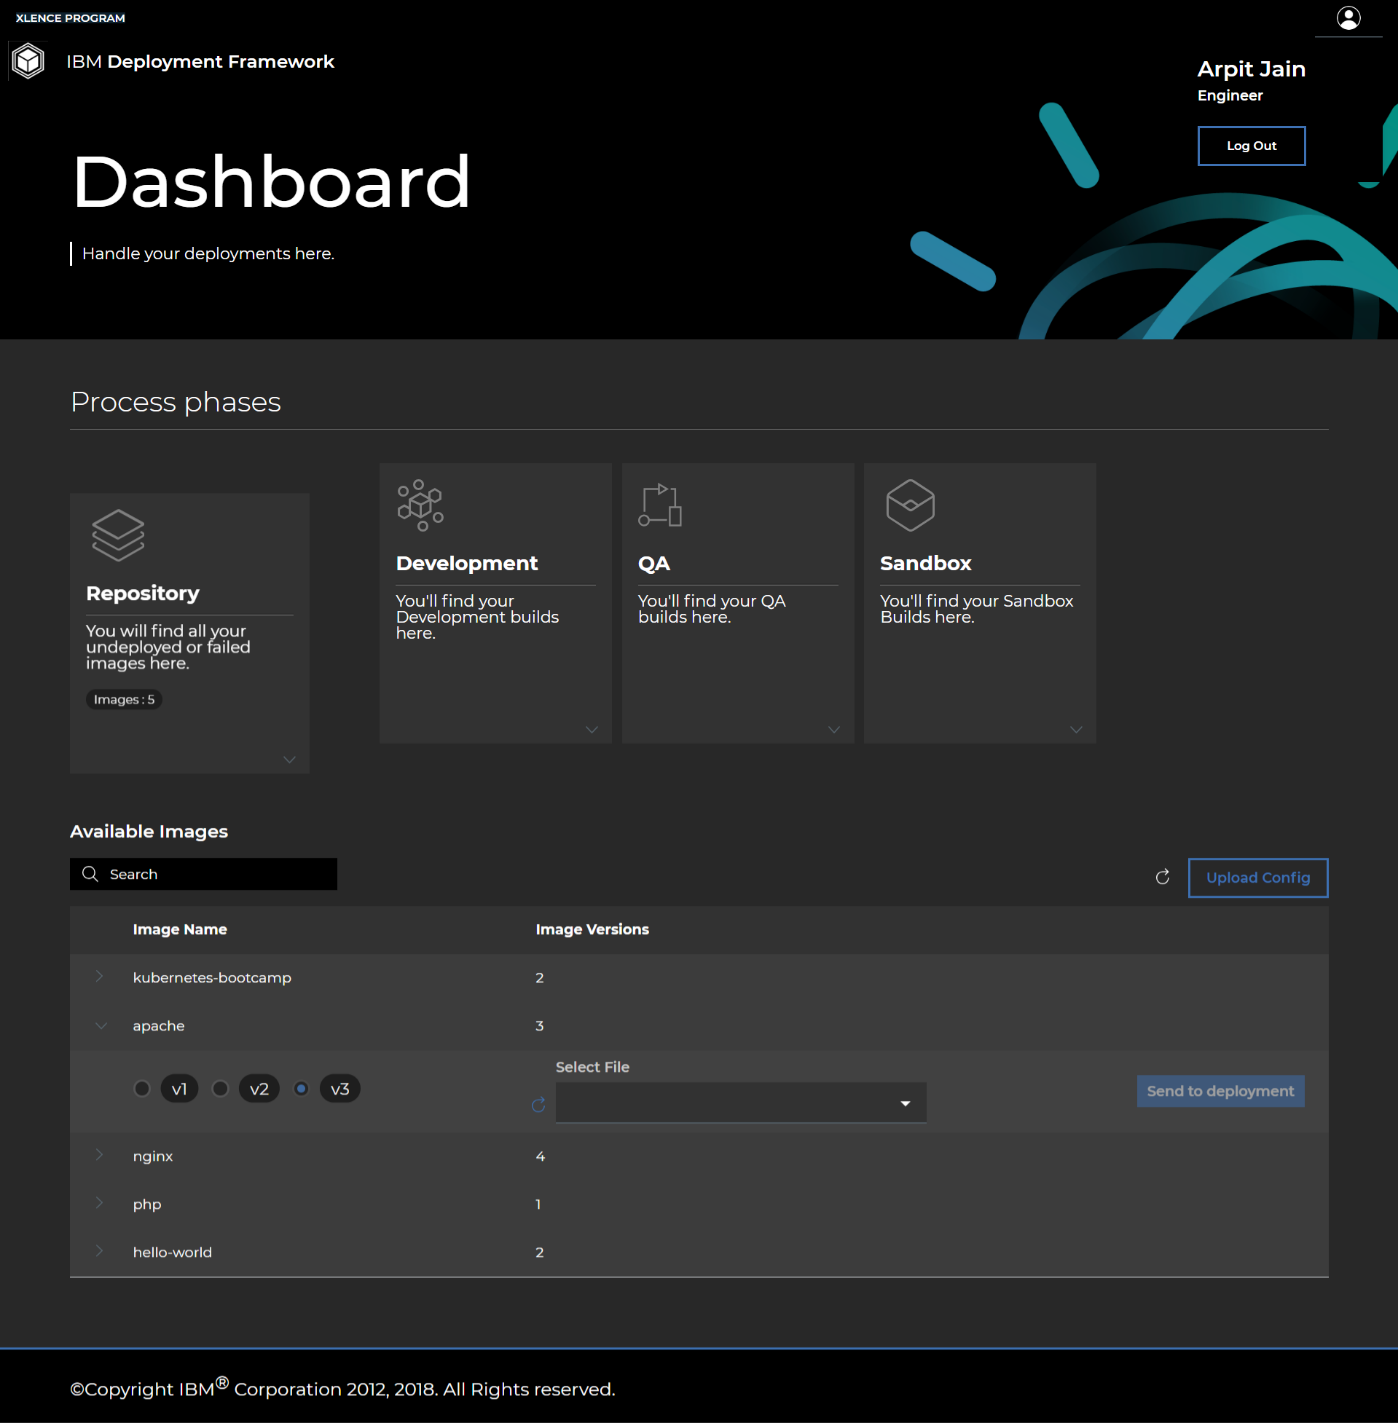 XLENCE PROGRAM
IBM Deployment Framework
Arpit Jain
Engineer
Log Out
Dashboard
Handle your deployments here.
Process phases
Repository
You will find all your
undeployed or failed
images here.
Images : 5
Development
You'll find your
Development builds
here.
QA
You'll find your QA
builds here.
Sandbox
You'll find your Sandbox
Builds here.
Available Images
Search
Upload Config
Image Name Image Versions
kubernetes-bootcamp 2
apache 3
Select File
v1 v2 v3
Send to deployment
nginx 4
php 1
hello-world 2
©Copyright IBM® Corporation 2012, 2018. All Rights reserved.